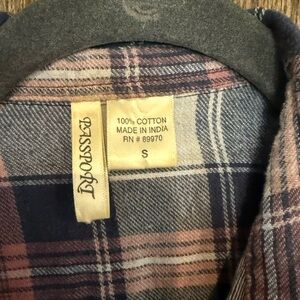 PASSPORT
100% COTTON
MADE IN INDIA
RN # 89970
S